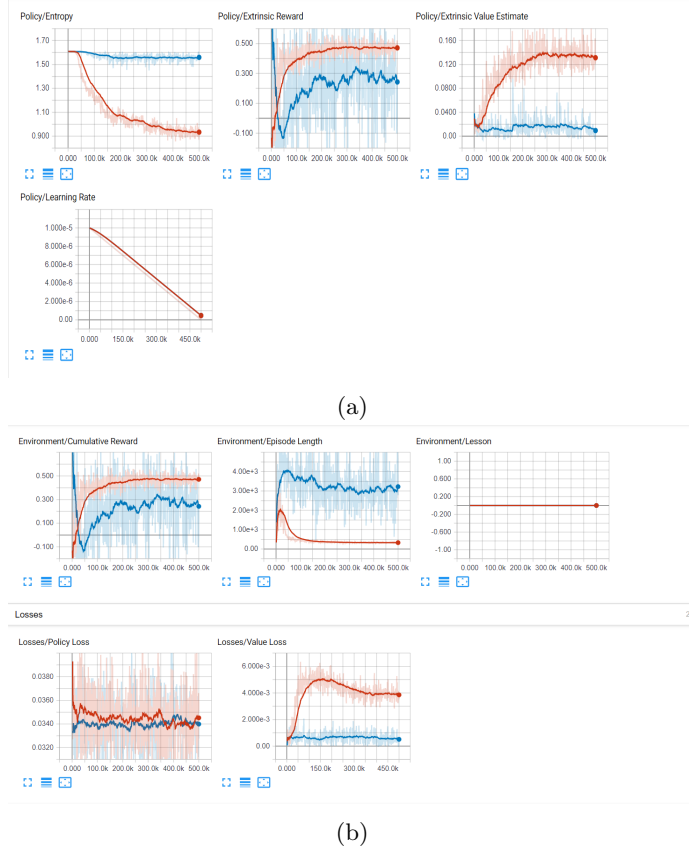 Policy/Entropy
1.70
1.50
1.30
1.10
0.900
0.000 100.0k 200.0k 300.0k 400.0k 500.0k
Policy/Extrinsic Reward
0.500
0.300
0.100
-0.100
0.000 100.0k 200.0k 300.0k 400.0k 500.0k
Policy/Extrinsic Value Estimate
0.160
0.120
0.0800
0.0400
0.000
0.000 100.0k 200.0k 300.0k 400.0k 500.0k
Policy/Learning Rate
1.000e-5
8.000e-6
6.000e-6
4.000e-6
2.000e-6
0.00
0.000 150.0k 300.0k 450.0k
(a)
Environment/Cumulative Reward
0.500
0.300
0.100
-0.100
0.000 100.0k 200.0k 300.0k 400.0k 500.0k
Environment/Episode Length
4.00e+3
3.00e+3
2.00e+3
1.00e+3
0.00
0.000 100.0k 200.0k 300.0k 400.0k 500.0k
Environment/Lesson
1.00
0.600
0.200
-0.200
-0.600
-1.00
0.000 100.0k 200.0k 300.0k 400.0k 500.0k
Losses
Losses/Policy Loss
0.0380
0.0360
0.0340
0.0320
0.000 100.0k 200.0k 300.0k 400.0k 500.0k
Losses/Value Loss
6.000e-3
4.000e-3
2.000e-3
0.00
0.000 150.0k 300.0k 450.0k
(b)